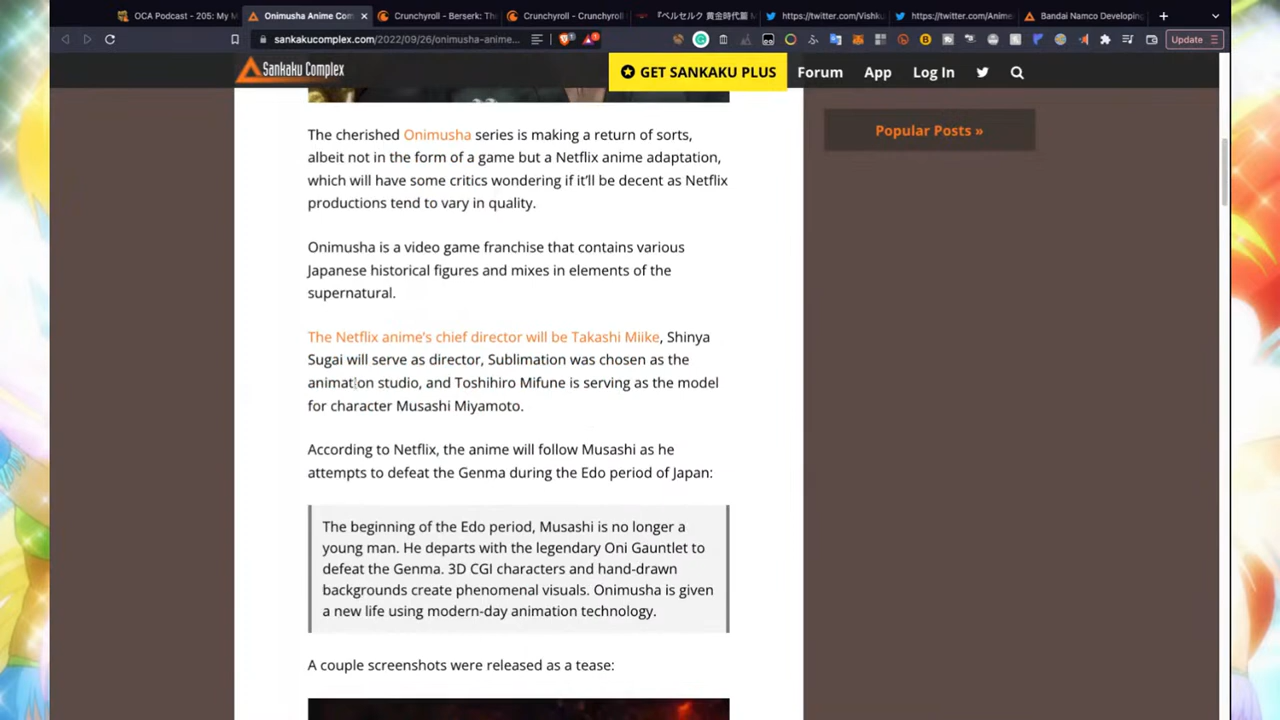 OCA Podcast - 205: My M
Onimusha Anime Com
Crunchyroll - Berserk: The
Crunchyroll - Crunchyroll
『ベルセルク 黄金時代篇
https://twitter.com/Vishku
https://twitter.com/Anime
Bandai Namco Developing
sankakucomplex.com/2022/09/26/onimusha-anime...
Update
Sankaku Complex
GET SANKAKU PLUS
Forum
App
Log In
The cherished Onimusha series is making a return of sorts,
albeit not in the form of a game but a Netflix anime adaptation,
which will have some critics wondering if it'll be decent as Netflix
productions tend to vary in quality.
Popular Posts »
Onimusha is a video game franchise that contains various
Japanese historical figures and mixes in elements of the
supernatural.
The Netflix anime's chief director will be Takashi Miike, Shinya
Sugai will serve as director, Sublimation was chosen as the
animation studio, and Toshihiro Mifune is serving as the model
for character Musashi Miyamoto.
According to Netflix, the anime will follow Musashi as he
attempts to defeat the Genma during the Edo period of Japan:
The beginning of the Edo period, Musashi is no longer a
young man. He departs with the legendary Oni Gauntlet to
defeat the Genma. 3D CGI characters and hand-drawn
backgrounds create phenomenal visuals. Onimusha is given
a new life using modern-day animation technology.
A couple screenshots were released as a tease: